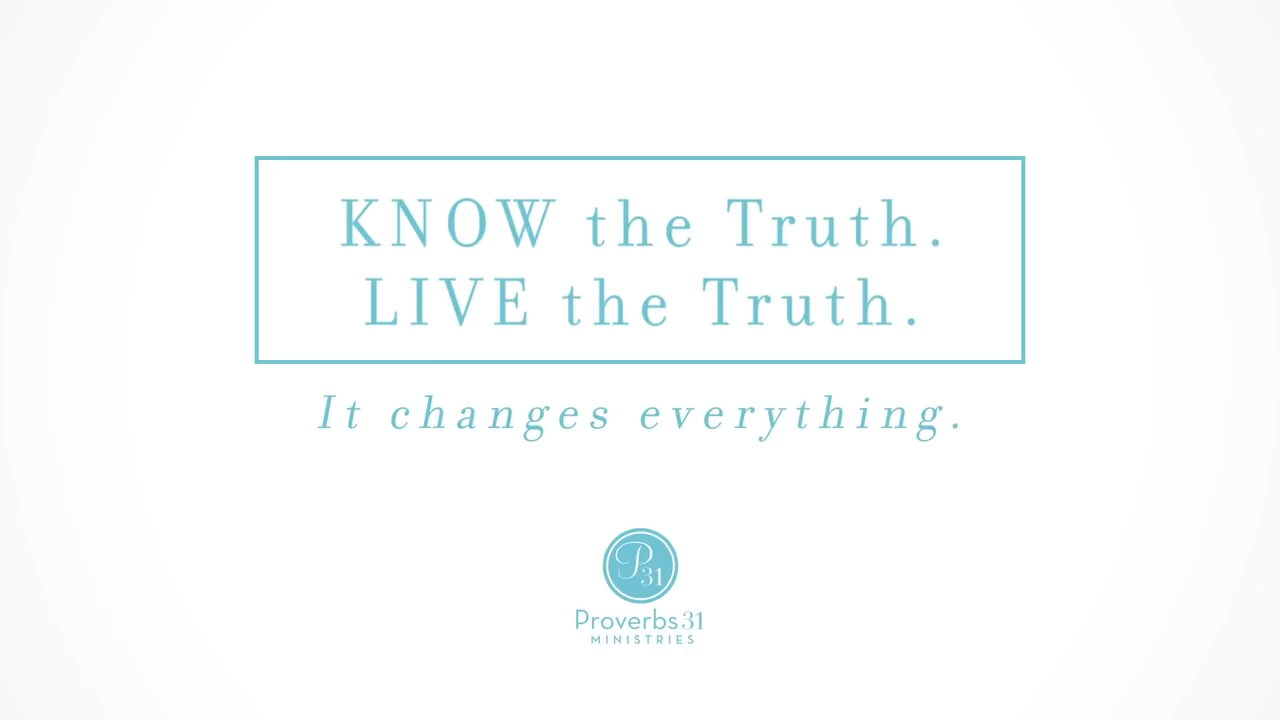 KNOW the Truth.
LIVE the Truth.
It changes everything.
P31
Proverbs 31
MINISTRIES